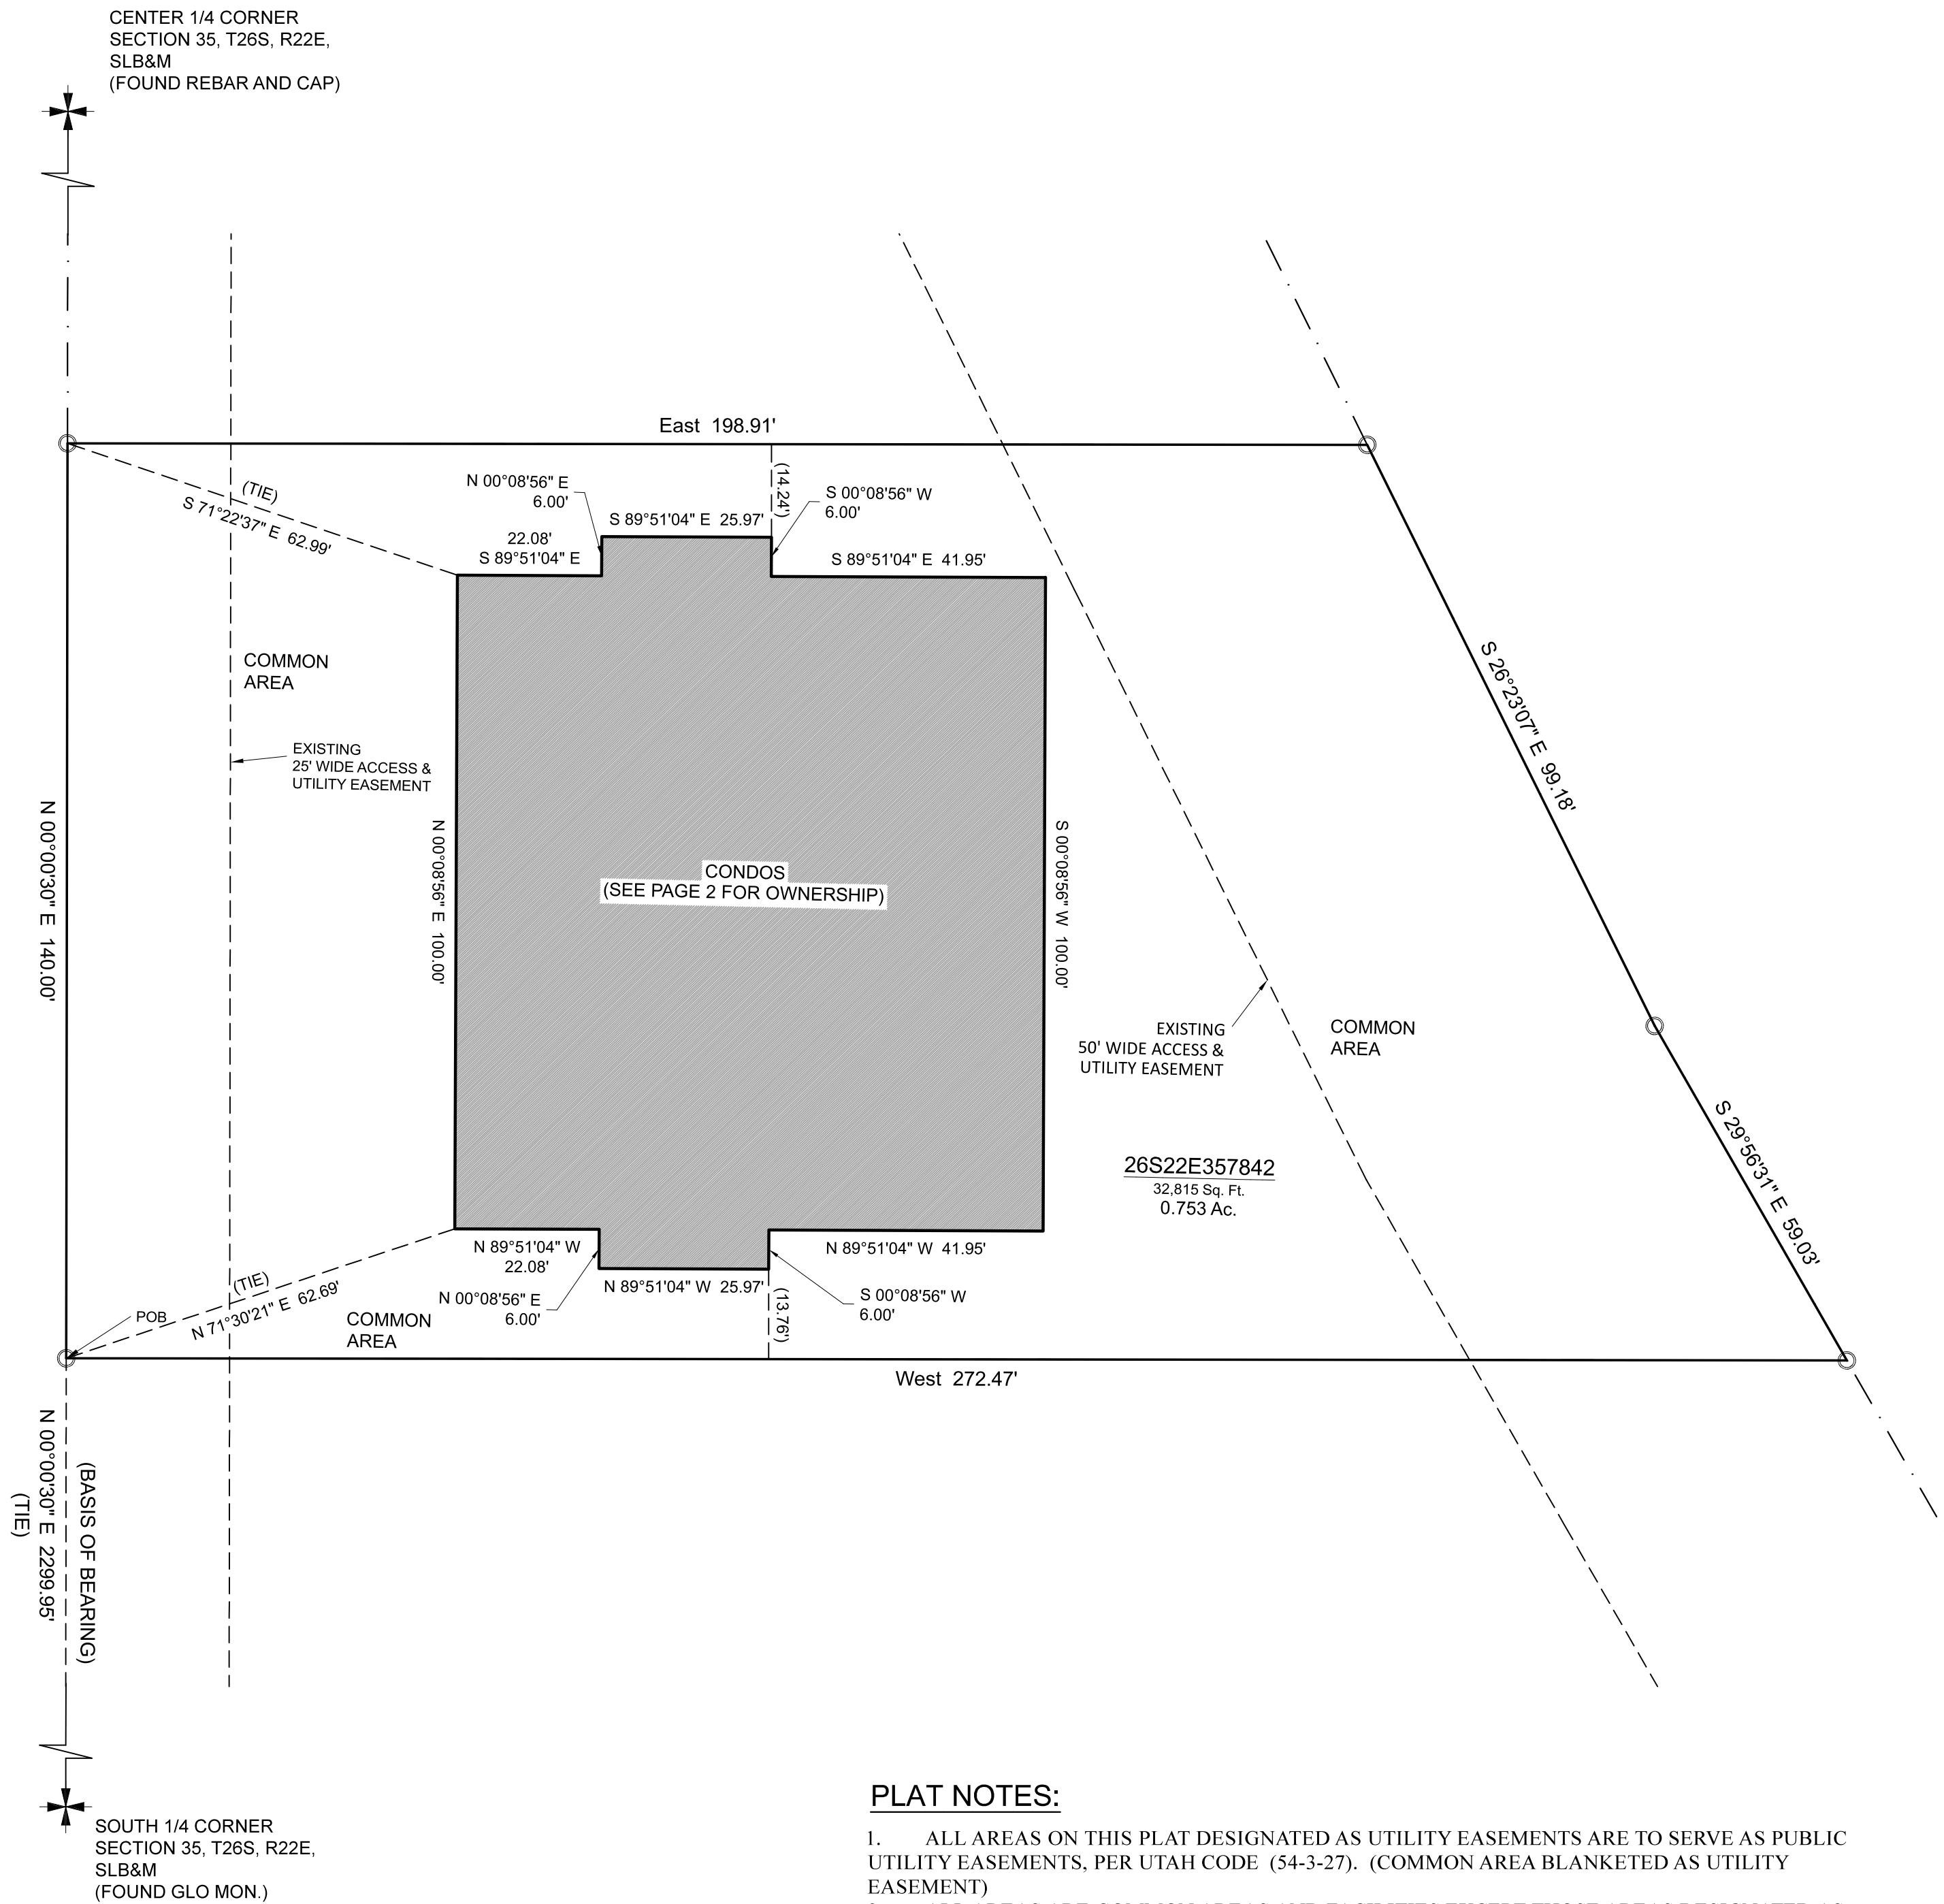 CENTER 1/4 CORNER
SECTION 35, T26S, R22E,
SLB&M
(FOUND REBAR AND CAP)
East  198.91'
(TIE)
S 71°22'37" E  62.99'
N 00°08'56" E
6.00'
(14.24')
S 00°08'56" W
6.00'
S 89°51'04" E  25.97'
22.08'
S 89°51'04" E
S 89°51'04" E  41.95'
COMMON
AREA
S 26°23'07" E  99.18'
EXISTING
25' WIDE ACCESS &
UTILITY EASEMENT
N 00°00'30" E  140.00'
N 00°08'56" E  100.00'
CONDOS
(SEE PAGE 2 FOR OWNERSHIP)
S 00°08'56" W  100.00'
EXISTING
50' WIDE ACCESS &
UTILITY EASEMENT
COMMON
AREA
26S22E357842
32,815 Sq. Ft.
0.753 Ac.
S 29°56'31" E  59.03'
N 89°51'04" W
22.08'
N 89°51'04" W  41.95'
N 89°51'04" W  25.97'
N 00°08'56" E
6.00'
S 00°08'56" W
6.00'
(13.76')
(TIE)
N 71°30'21" E  62.69'
POB
COMMON
AREA
West  272.47'
(BASIS OF BEARING)
N 00°00'30" E  2299.95'
(TIE)
SOUTH 1/4 CORNER
SECTION 35, T26S, R22E,
SLB&M
(FOUND GLO MON.)
PLAT NOTES:
1. ALL AREAS ON THIS PLAT DESIGNATED AS UTILITY EASEMENTS ARE TO SERVE AS PUBLIC
UTILITY EASEMENTS, PER UTAH CODE (54-3-27). (COMMON AREA BLANKETED AS UTILITY
EASEMENT)